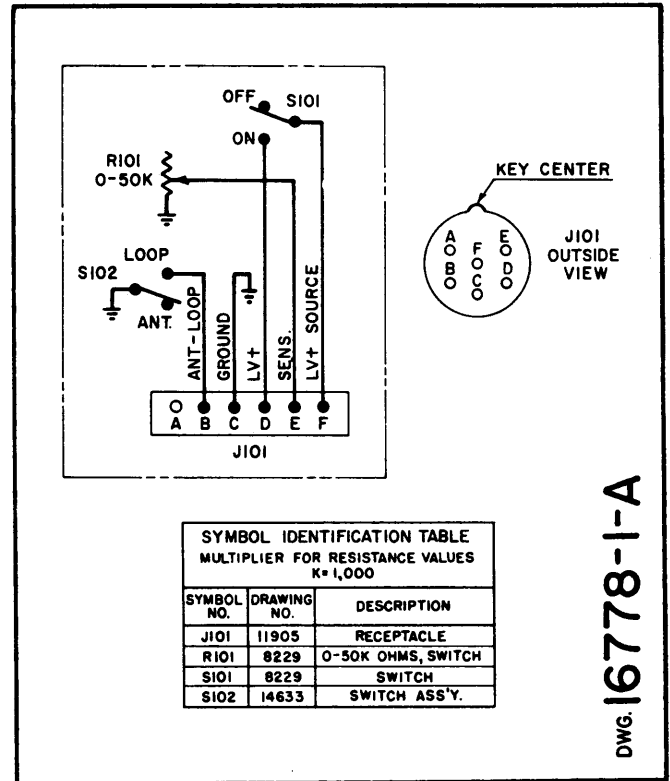 OFF S101
ON
R101
0-50K
LOOP
S102
ANT.
ANT-LOOP
GROUND
LV+
SENS.
LV+ SOURCE
A B C D E F
J101
KEY CENTER
A F E
B C D
J101
OUTSIDE
VIEW
SYMBOL IDENTIFICATION TABLE
MULTIPLIER FOR RESISTANCE VALUES
K=1,000
SYMBOL NO. DRAWING NO. DESCRIPTION
J101 11905 RECEPTACLE
R101 8229 0-50K OHMS, SWITCH
S101 8229 SWITCH
S102 14633 SWITCH ASS'Y.
DWG. 16778-1-A